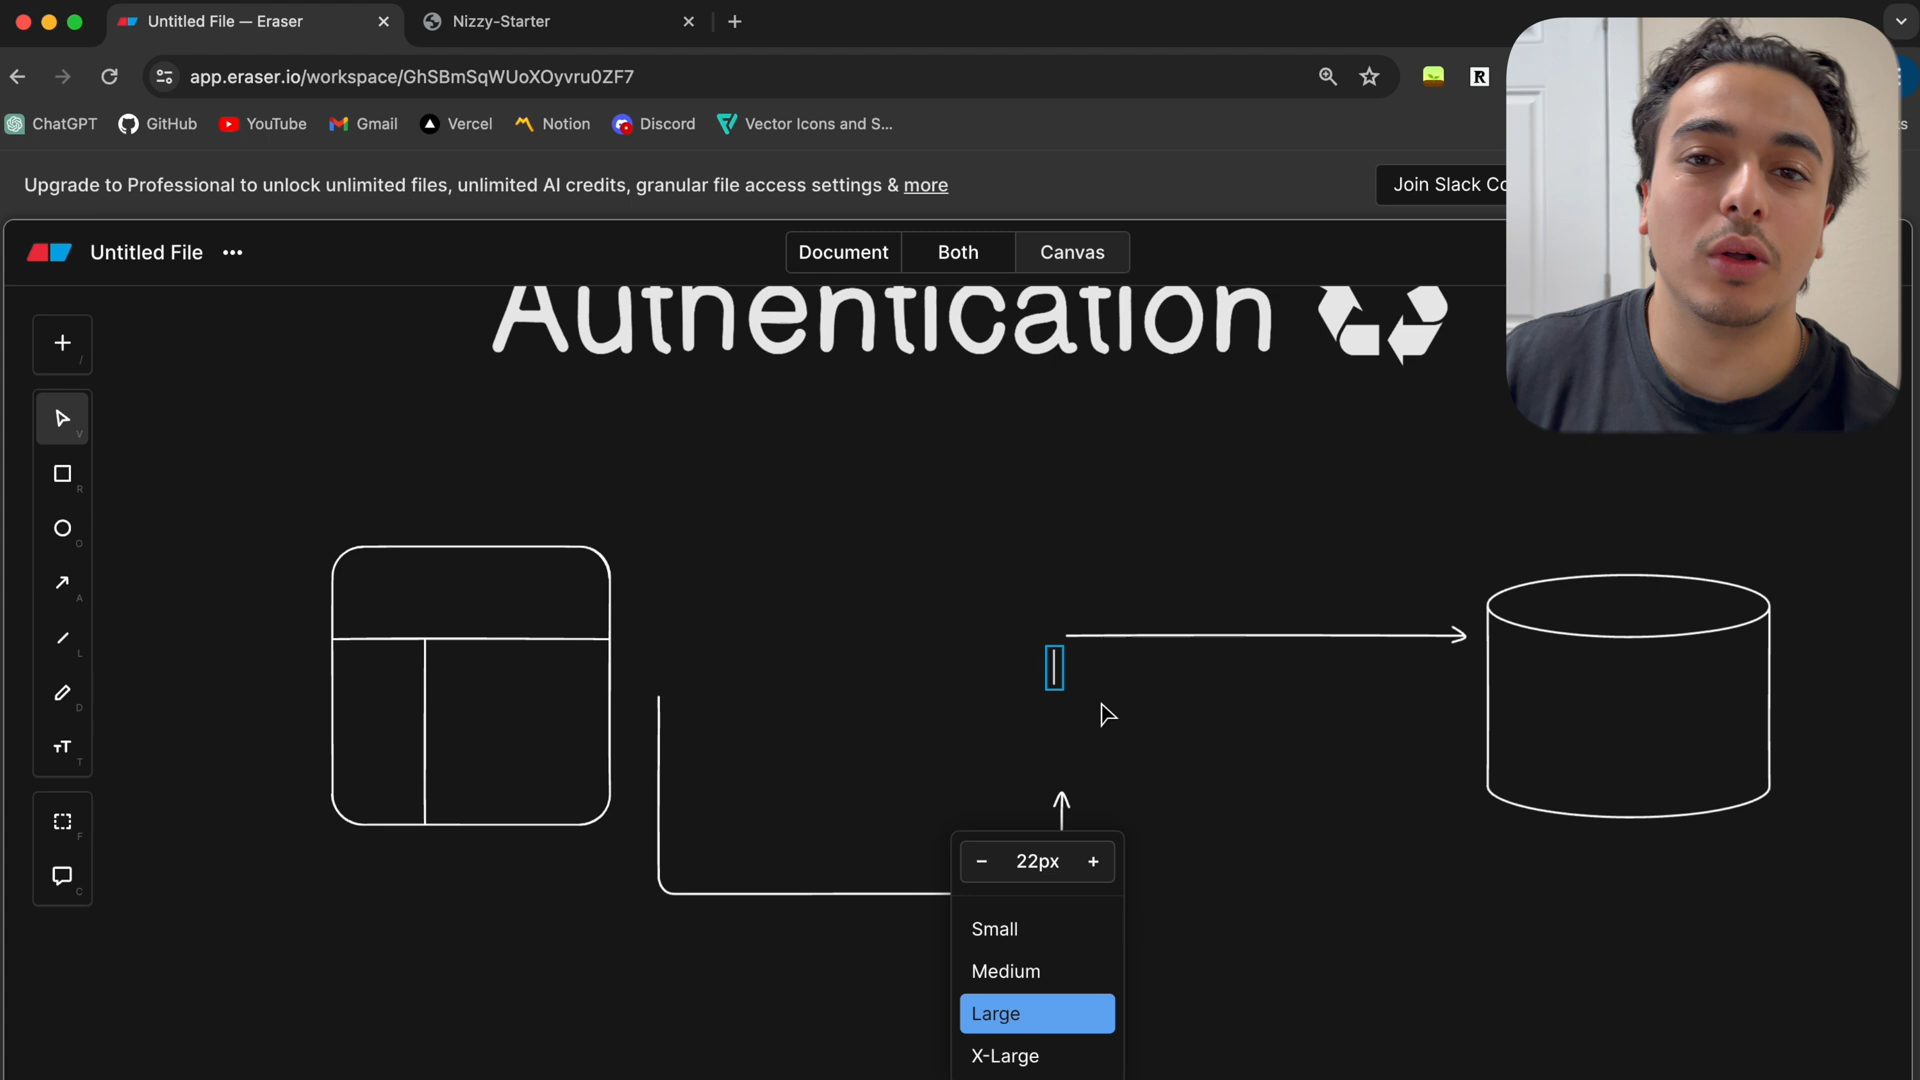 Untitled File — Eraser
Nizzy-Starter
app.eraser.io/workspace/GhSBmSqWUoXOyvru0ZF7
R
ChatGPT
GitHub
YouTube
Gmail
Vercel
Notion
Discord
Vector Icons and S...
Upgrade to Professional to unlock unlimited files, unlimited AI credits, granular file access settings & more
Join Slack Co
Untitled File
Document
Both
Canvas
Authentication
/
V
R
O
A
L
D
T
F
C
- 22px +
Small
Medium
Large
X-Large